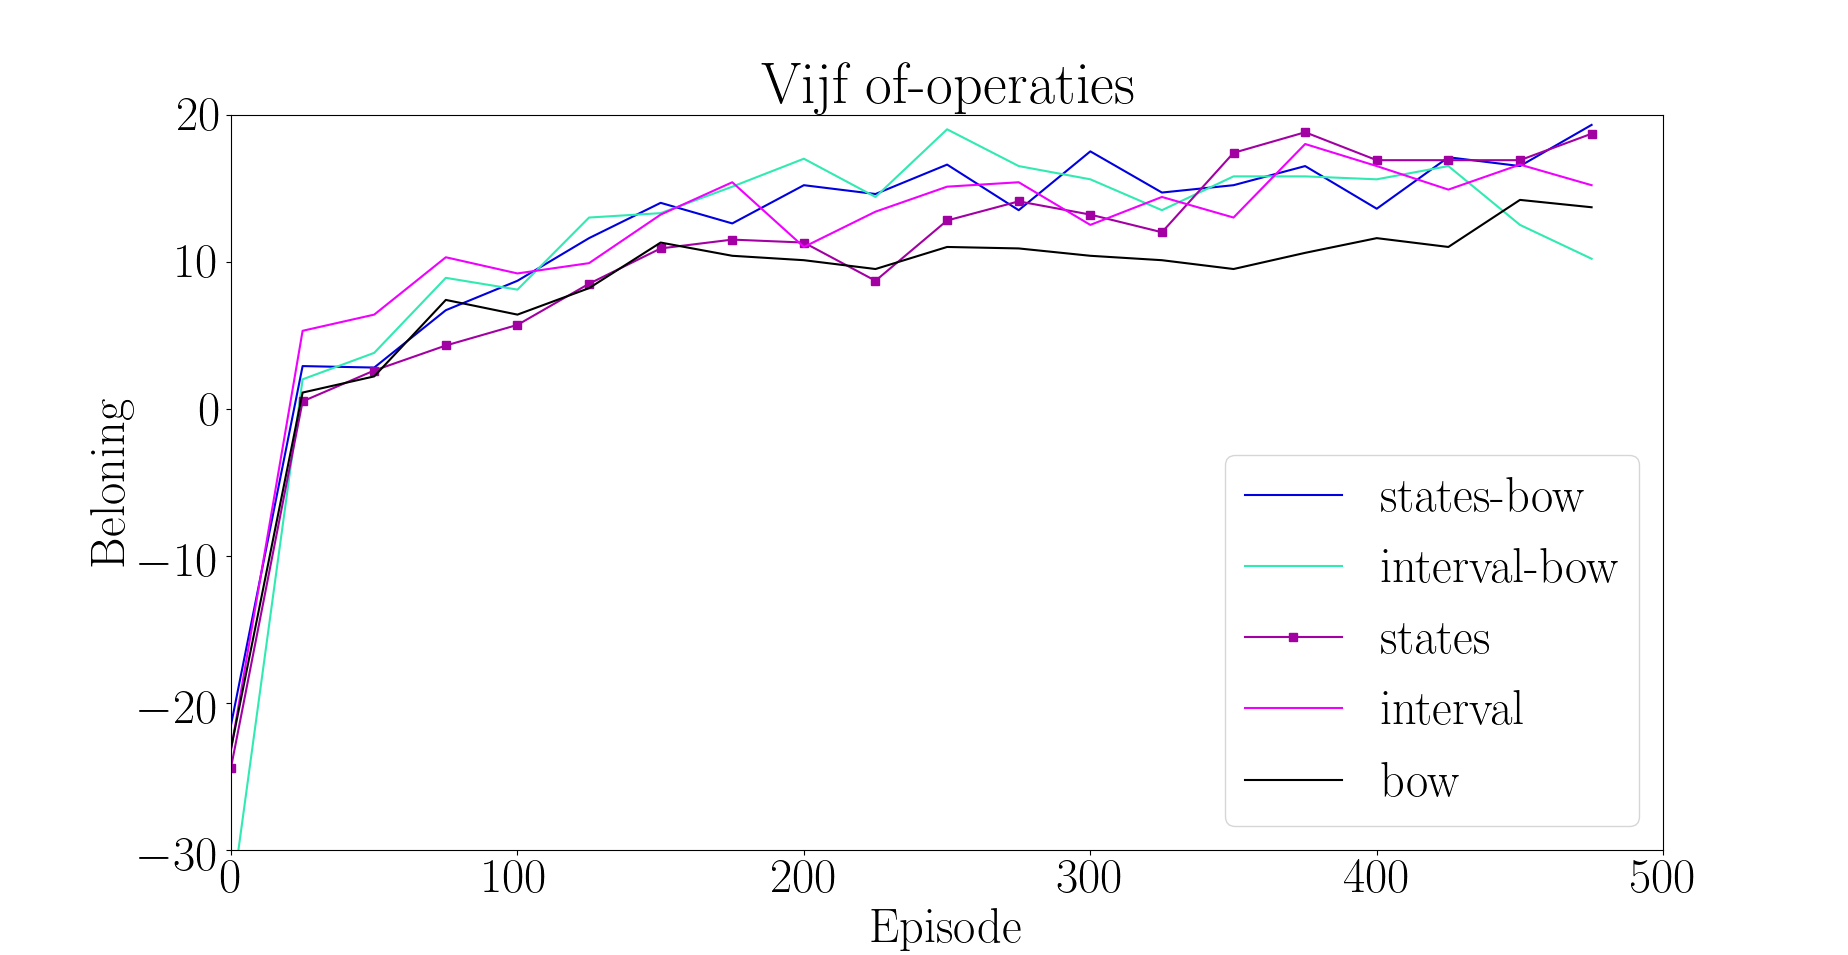 Vijf of-operaties
20
10
0
−10
−20
−30
Beloning
0 100 200 300 400 500
Episode
states-bow
interval-bow
states
interval
bow